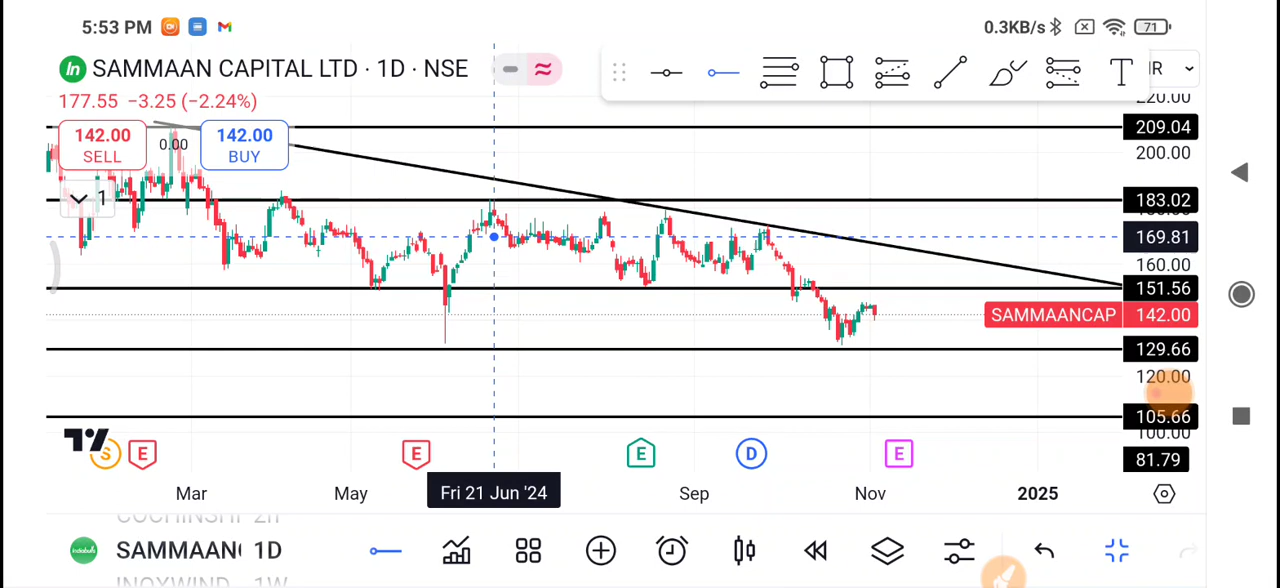 5:53 PM
0.3KB/s
71
SAMMAAN CAPITAL LTD · 1D · NSE
177.55 −3.25 (−2.24%)
142.00
SELL
0.00
142.00
BUY
1
220.00
209.04
200.00
183.02
169.81
160.00
151.56
SAMMAANCAP 142.00
129.66
120.00
105.66
100.00
81.79
S
E
E
E
D
E
Mar
May
Fri 21 Jun '24
Sep
Nov
2025
SAMMAAN
1D
INOXWIND 1W
T